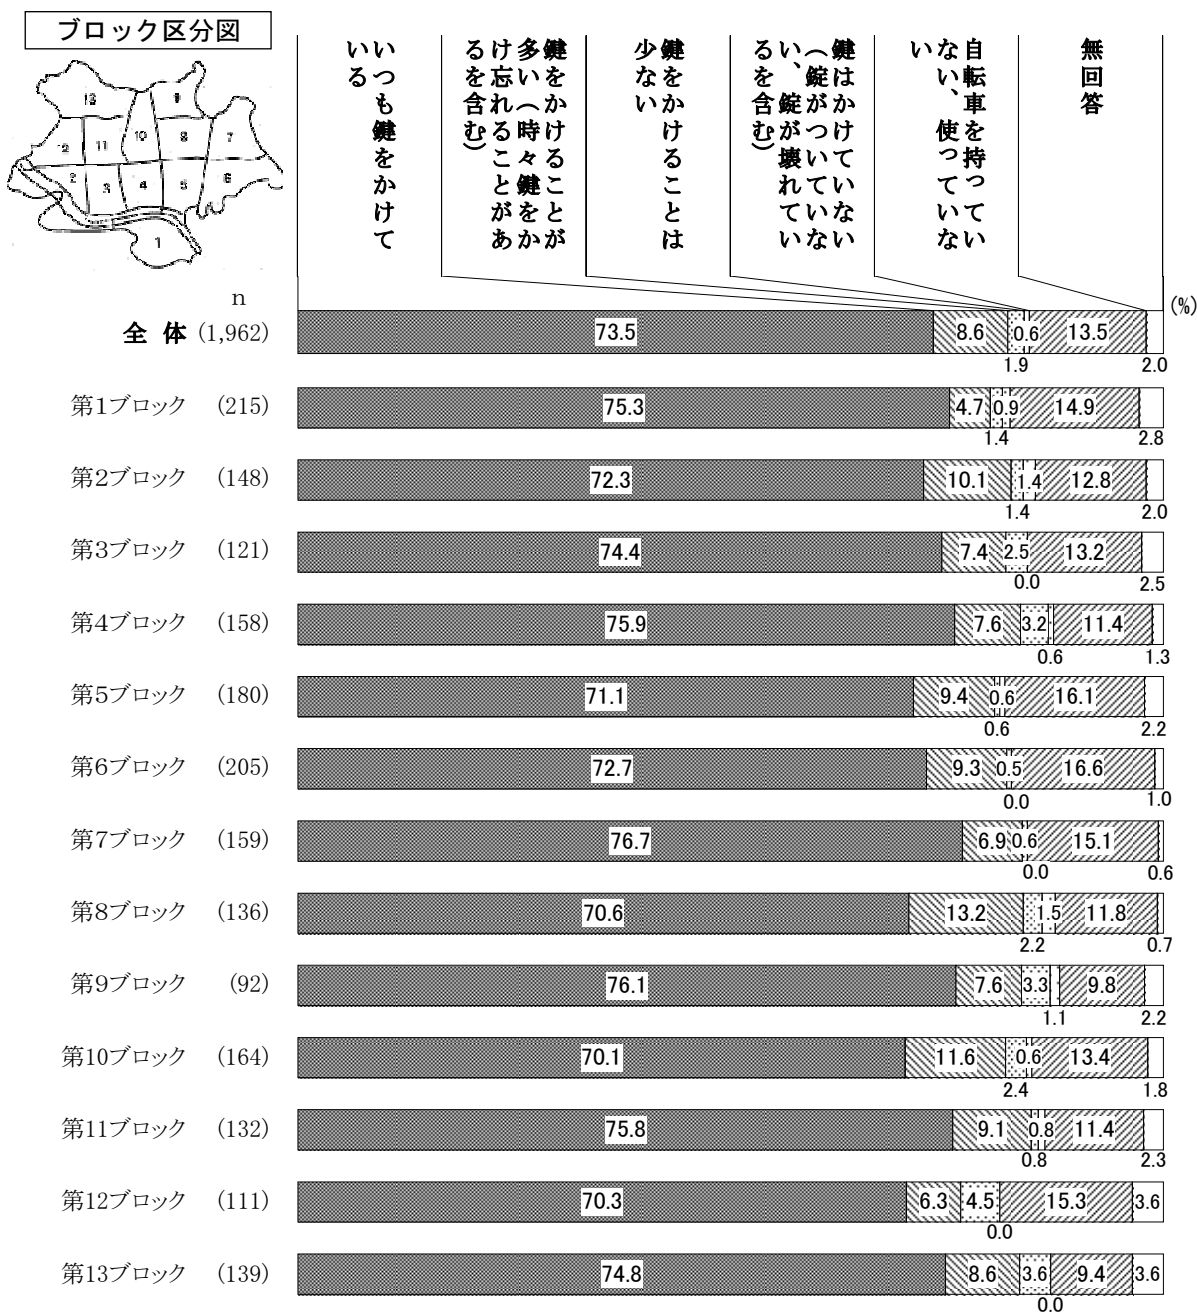 ブロック区分図
いつも鍵をかけて
いる
鍵をかけることが
多い（時々鍵をか
け忘れることがあ
るを含む）
鍵をかけることは
少ない
鍵はかけていない
（錠がついていな
い、錠が壊れてい
るを含む）
自転車を持ってい
ない、使っていな
い
無回答
13
9
12
11
10
8
7
2
3
4
5
6
1
n
(%)
全体 (1,962) 73.5 8.6 1.9 0.6 13.5 2.0
第1ブロック (215) 75.3 4.7 1.4 0.9 14.9 2.8
第2ブロック (148) 72.3 10.1 1.4 1.4 12.8 2.0
第3ブロック (121) 74.4 7.4 2.5 0.0 13.2 2.5
第4ブロック (158) 75.9 7.6 3.2 0.6 11.4 1.3
第5ブロック (180) 71.1 9.4 0.6 0.6 16.1 2.2
第6ブロック (205) 72.7 9.3 0.5 0.0 16.6 1.0
第7ブロック (159) 76.7 6.9 0.6 0.0 15.1 0.6
第8ブロック (136) 70.6 13.2 2.2 1.5 11.8 0.7
第9ブロック (92) 76.1 7.6 3.3 1.1 9.8 2.2
第10ブロック (164) 70.1 11.6 2.4 0.6 13.4 1.8
第11ブロック (132) 75.8 9.1 0.8 0.8 11.4 2.3
第12ブロック (111) 70.3 6.3 4.5 0.0 15.3 3.6
第13ブロック (139) 74.8 8.6 3.6 0.0 9.4 3.6